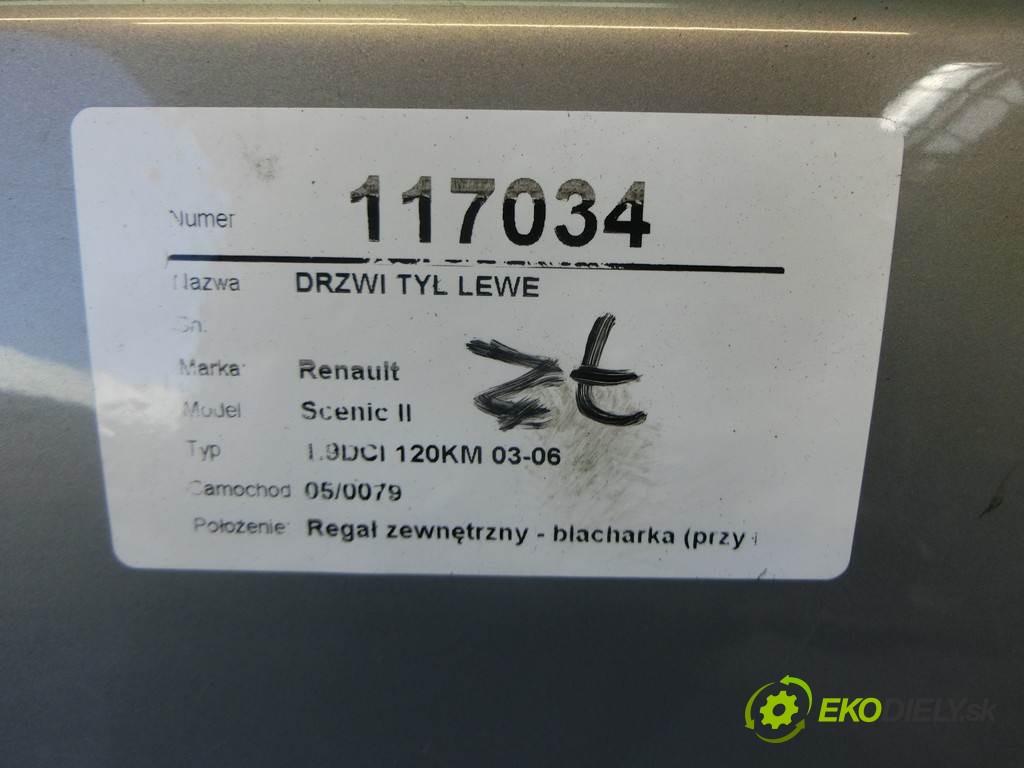 Numer 117034
Nazwa DRZWI TYŁ LEWE
Sn:
Marka: Renault
Model Scenic II
Typ 1.9DCI 120KM 03-06
Samochod 05/0079
Położenie: Regał zewnętrzny - blacharka (przy
EKODIELY.sk